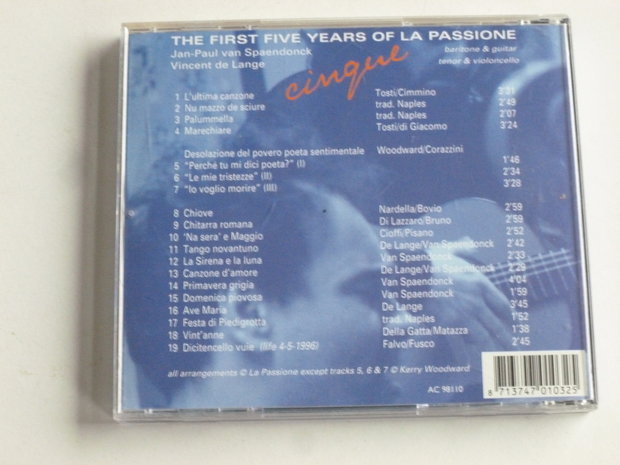 THE FIRST FIVE YEARS OF LA PASSIONE
Jan-Paul van Spaendonck baritone & guitar
Vincent de Lange tenor & violoncello
cinque
1 L'ultima canzone Tosti/Cimmino 3'31
2 Nu mazzo de sciure trad. Naples 2'49
3 Palummella trad. Naples 2'07
4 Marechiare Tosti/di Giacomo 3'24
Desolazione del povero poeta sentimentale Woodward/Corazzini
5 "Perche tu mi dici poeta?" (I) 1'46
6 "Le mie tristezze" (II) 2'34
7 "Io voglio morire" (III) 3'28
8 Chiove Nardella/Bovio 2'59
9 Chitarra romana Di Lazzaro/Bruno 2'59
10 'Na sera' e Maggio Cioffi/Pisano 2'52
11 Tango novantuno De Lange/Van Spaendonck 2'42
12 La Sirena e la luna Van Spaendonck 2'33
13 Canzone d'amore De Lange/Van Spaendonck 2'29
14 Primavera grigia Van Spaendonck 4'04
15 Domenica piovosa Van Spaendonck 1'59
16 Ave Maria De Lange 3'45
17 Festa di Piedigrotta trad. Naples 1'52
18 Vint'anne Della Gatta/Matazza 1'38
19 Dicitencello vuie (life 4-5-1996) Falvo/Fusco 2'45
all arrangements © La Passione except tracks 5, 6 & 7 © Kerry Woodward
AC 98110
8 713747 010325